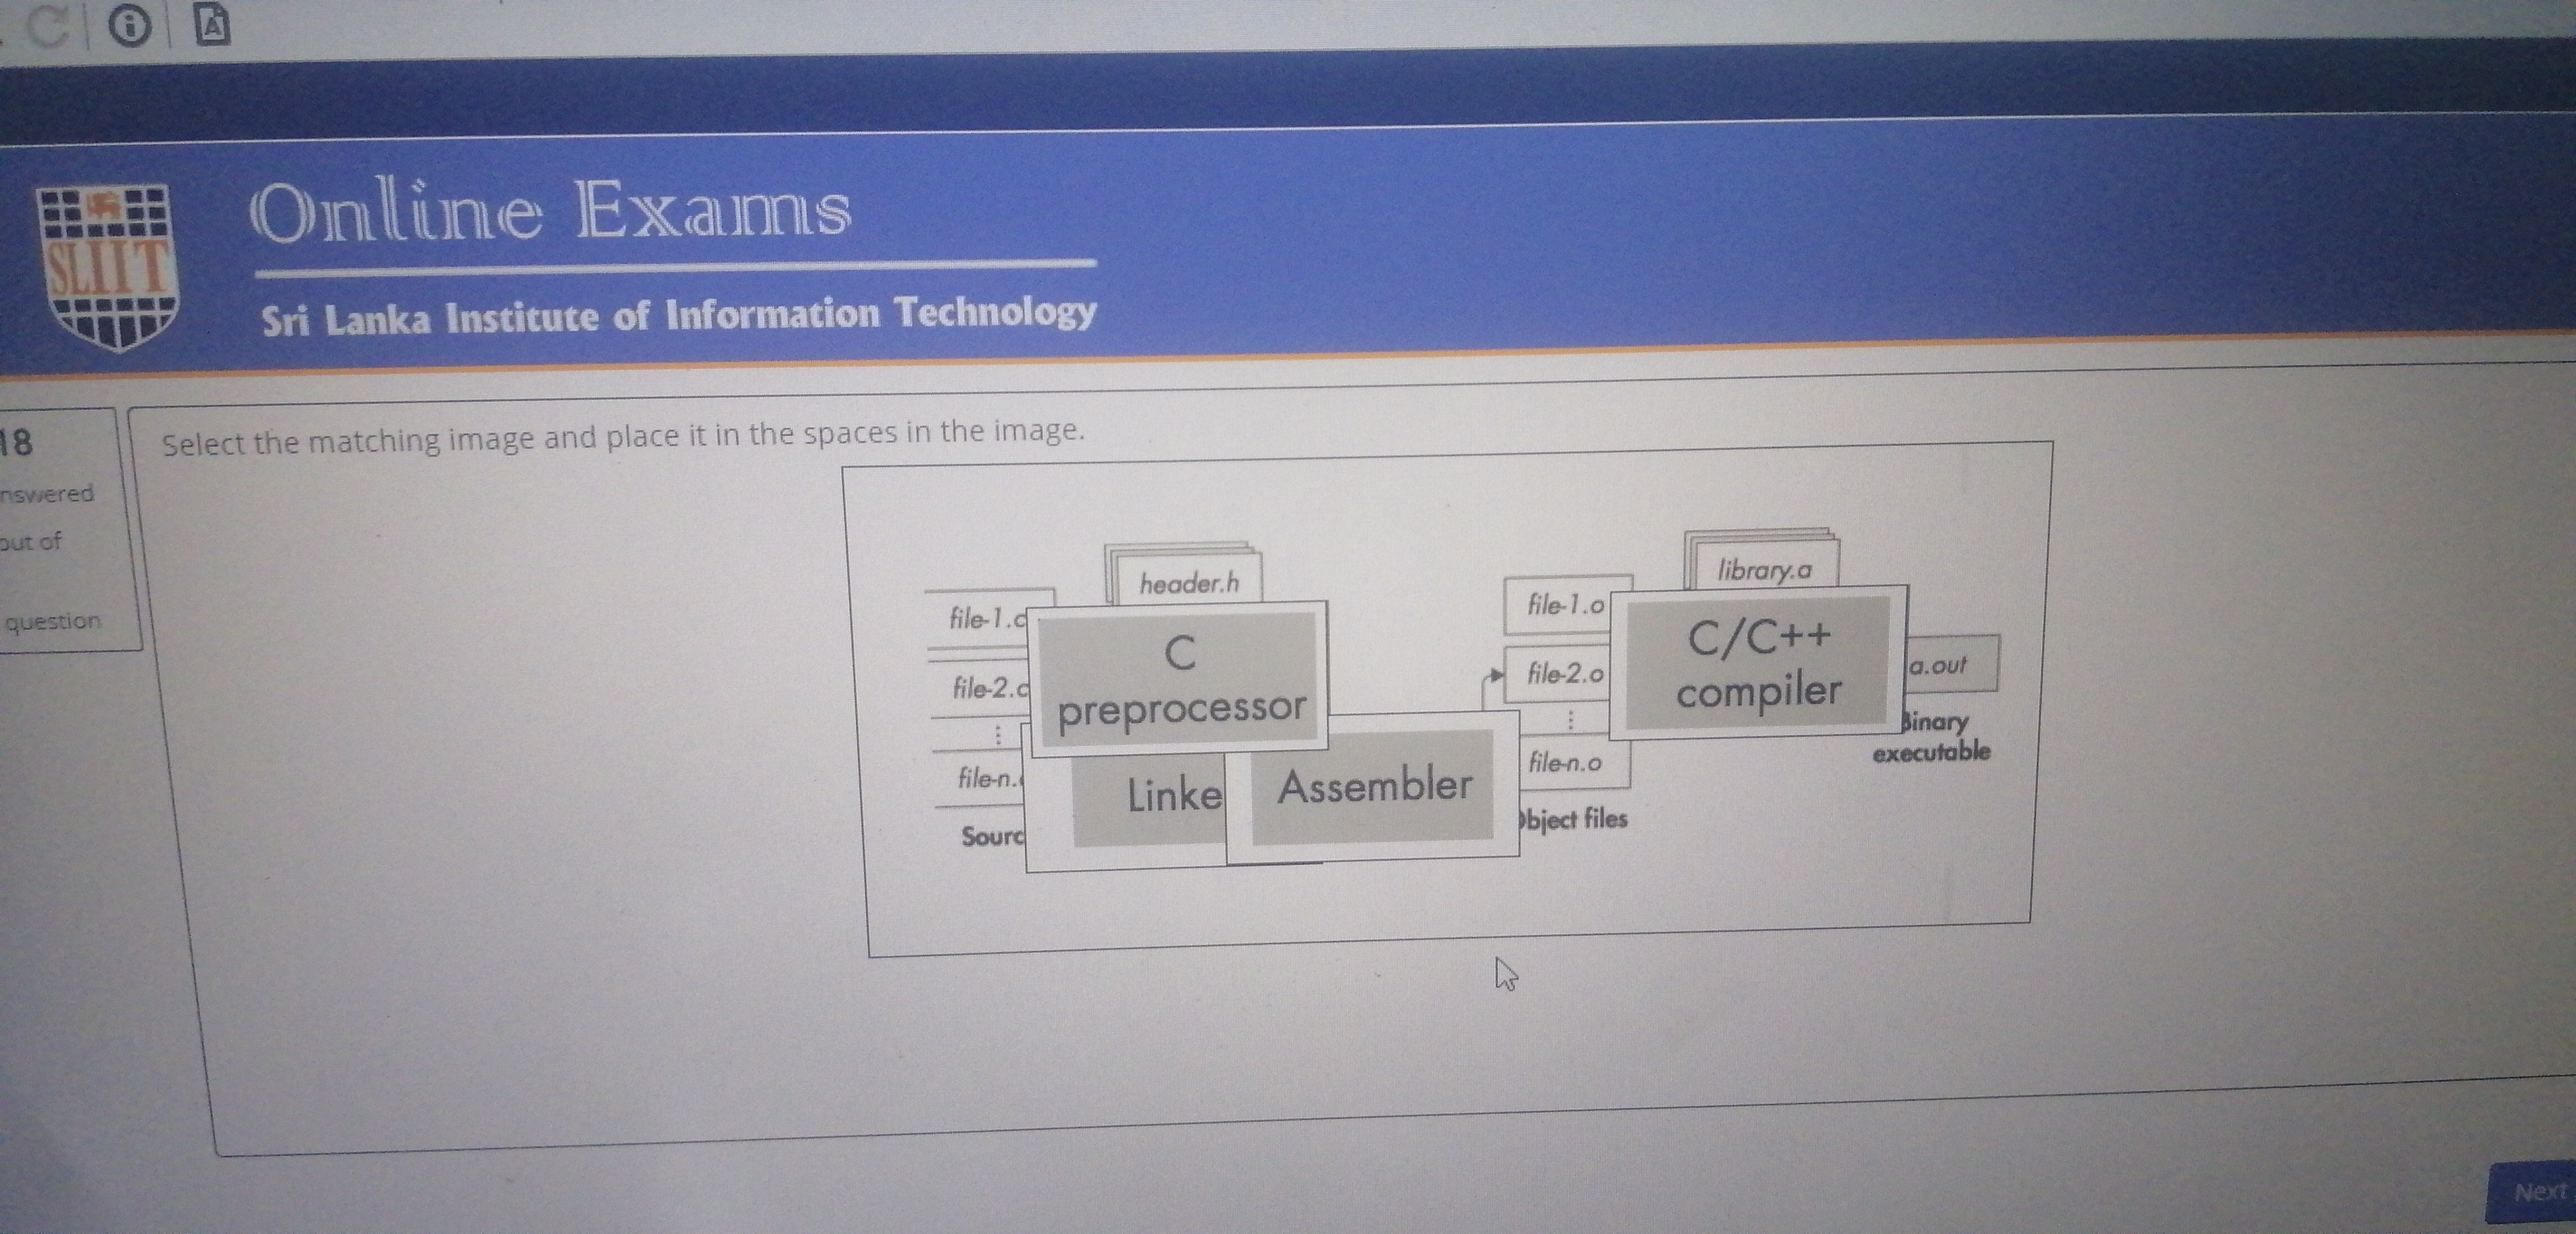 A
SLIIT
Online Exams
Sri Lanka Institute of Information Technology
18
nswered
out of
question
Select the matching image and place it in the spaces in the image.
header.h
library.a
file-1.c
file-1.o
C
preprocessor
C/C++
compiler
file-2.c
file-2.o
a.out
Binary
executable
file-n.
Linke
Assembler
file-n.o
Sourc
bject files
Next